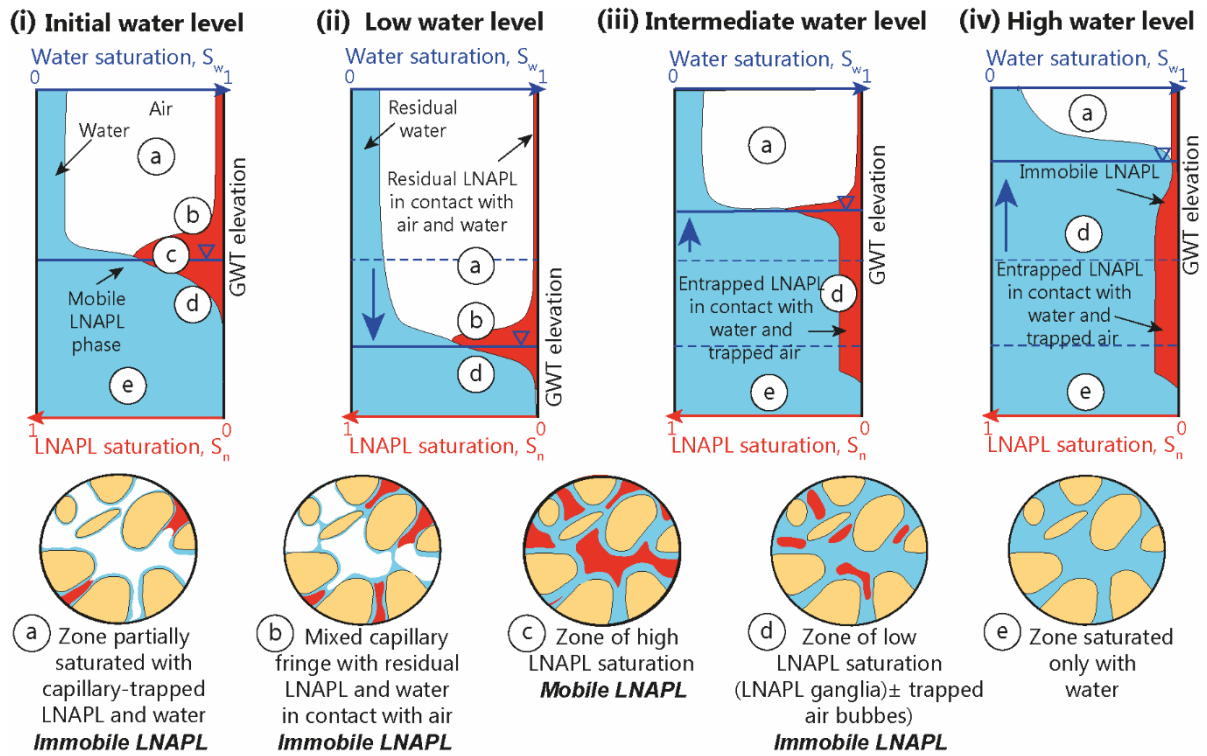 (i) Initial water level
Water saturation, Sw
0
1
Air
Water
a
b
c
Mobile
LNAPL
phase
d
e
GWT elevation
1
0
LNAPL saturation, Sn
(ii) Low water level
Water saturation, Sw
0
1
Residual
water
Residual LNAPL
in contact with
air and water
a
b
d
GWT elevation
1
0
LNAPL saturation, Sn
(iii) Intermediate water level
Water saturation, Sw
0
1
a
Entrapped LNAPL
in contact with
water and
trapped air
d
e
GWT elevation
1
0
LNAPL saturation, Sn
(iv) High water level
Water saturation, Sw
0
1
a
Immobile LNAPL
d
Entrapped LNAPL
in contact with
water and
trapped air
e
GWT elevation
1
0
LNAPL saturation, Sn
a Zone partially
saturated with
capillary-trapped
LNAPL and water
Immobile LNAPL
b Mixed capillary
fringe with residual
LNAPL and water
in contact with air
Immobile LNAPL
c Zone of high
LNAPL saturation
Mobile LNAPL
d Zone of low
LNAPL saturation
(LNAPL ganglia)± trapped
air bubbes)
Immobile LNAPL
e Zone saturated
only with
water